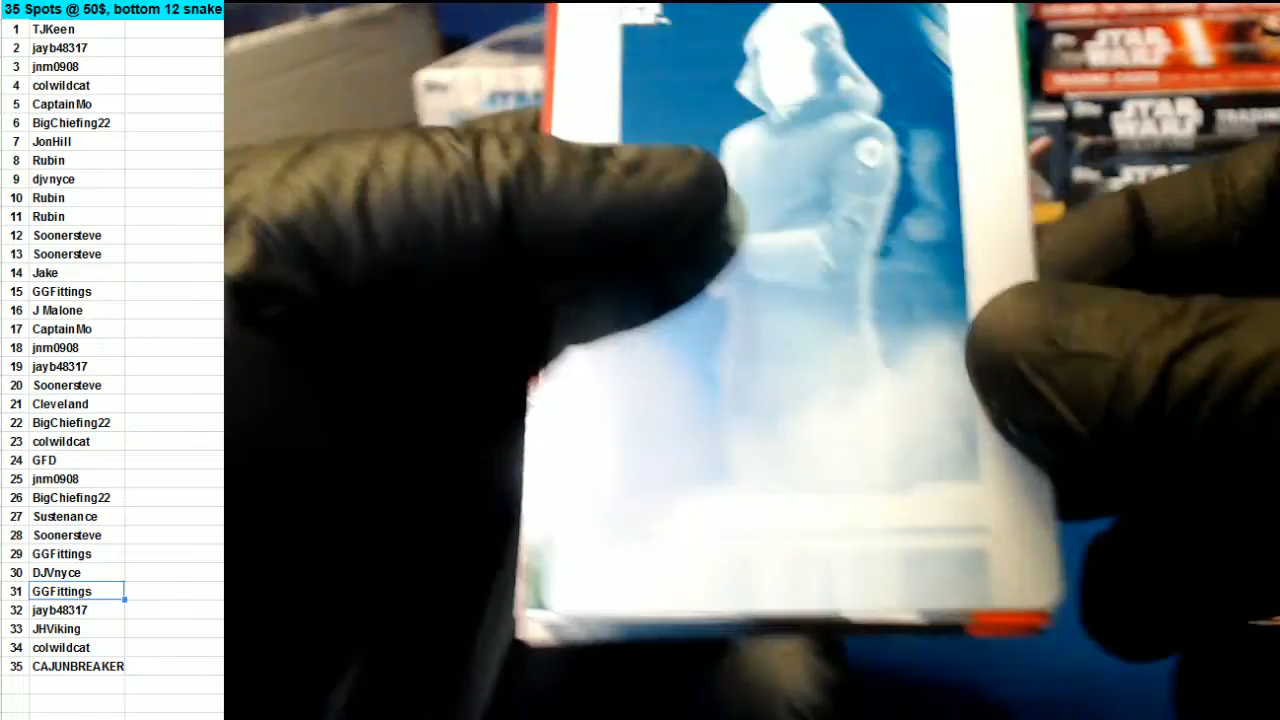 35 Spots @ 50$, bottom 12 snake
1 TJKeen
2 jayb48317
3 jnm0908
4 colwildcat
5 CaptainMo
6 BigChiefing22
7 JonHill
8 Rubin
9 djvnyce
10 Rubin
11 Rubin
12 Soonersteve
13 Soonersteve
14 Jake
15 GGFittings
16 J Malone
17 CaptainMo
18 jnm0908
19 jayb48317
20 Soonersteve
21 Cleveland
22 BigChiefing22
23 colwildcat
24 GFD
25 jnm0908
26 BigChiefing22
27 Sustenance
28 Soonersteve
29 GGFittings
30 DJVnyce
31 GGFittings
32 jayb48317
33 JHViking
34 colwildcat
35 CAJUNBREAKER
STAR
WARS
TRADING CARDS
STAR
WARS
TRADING